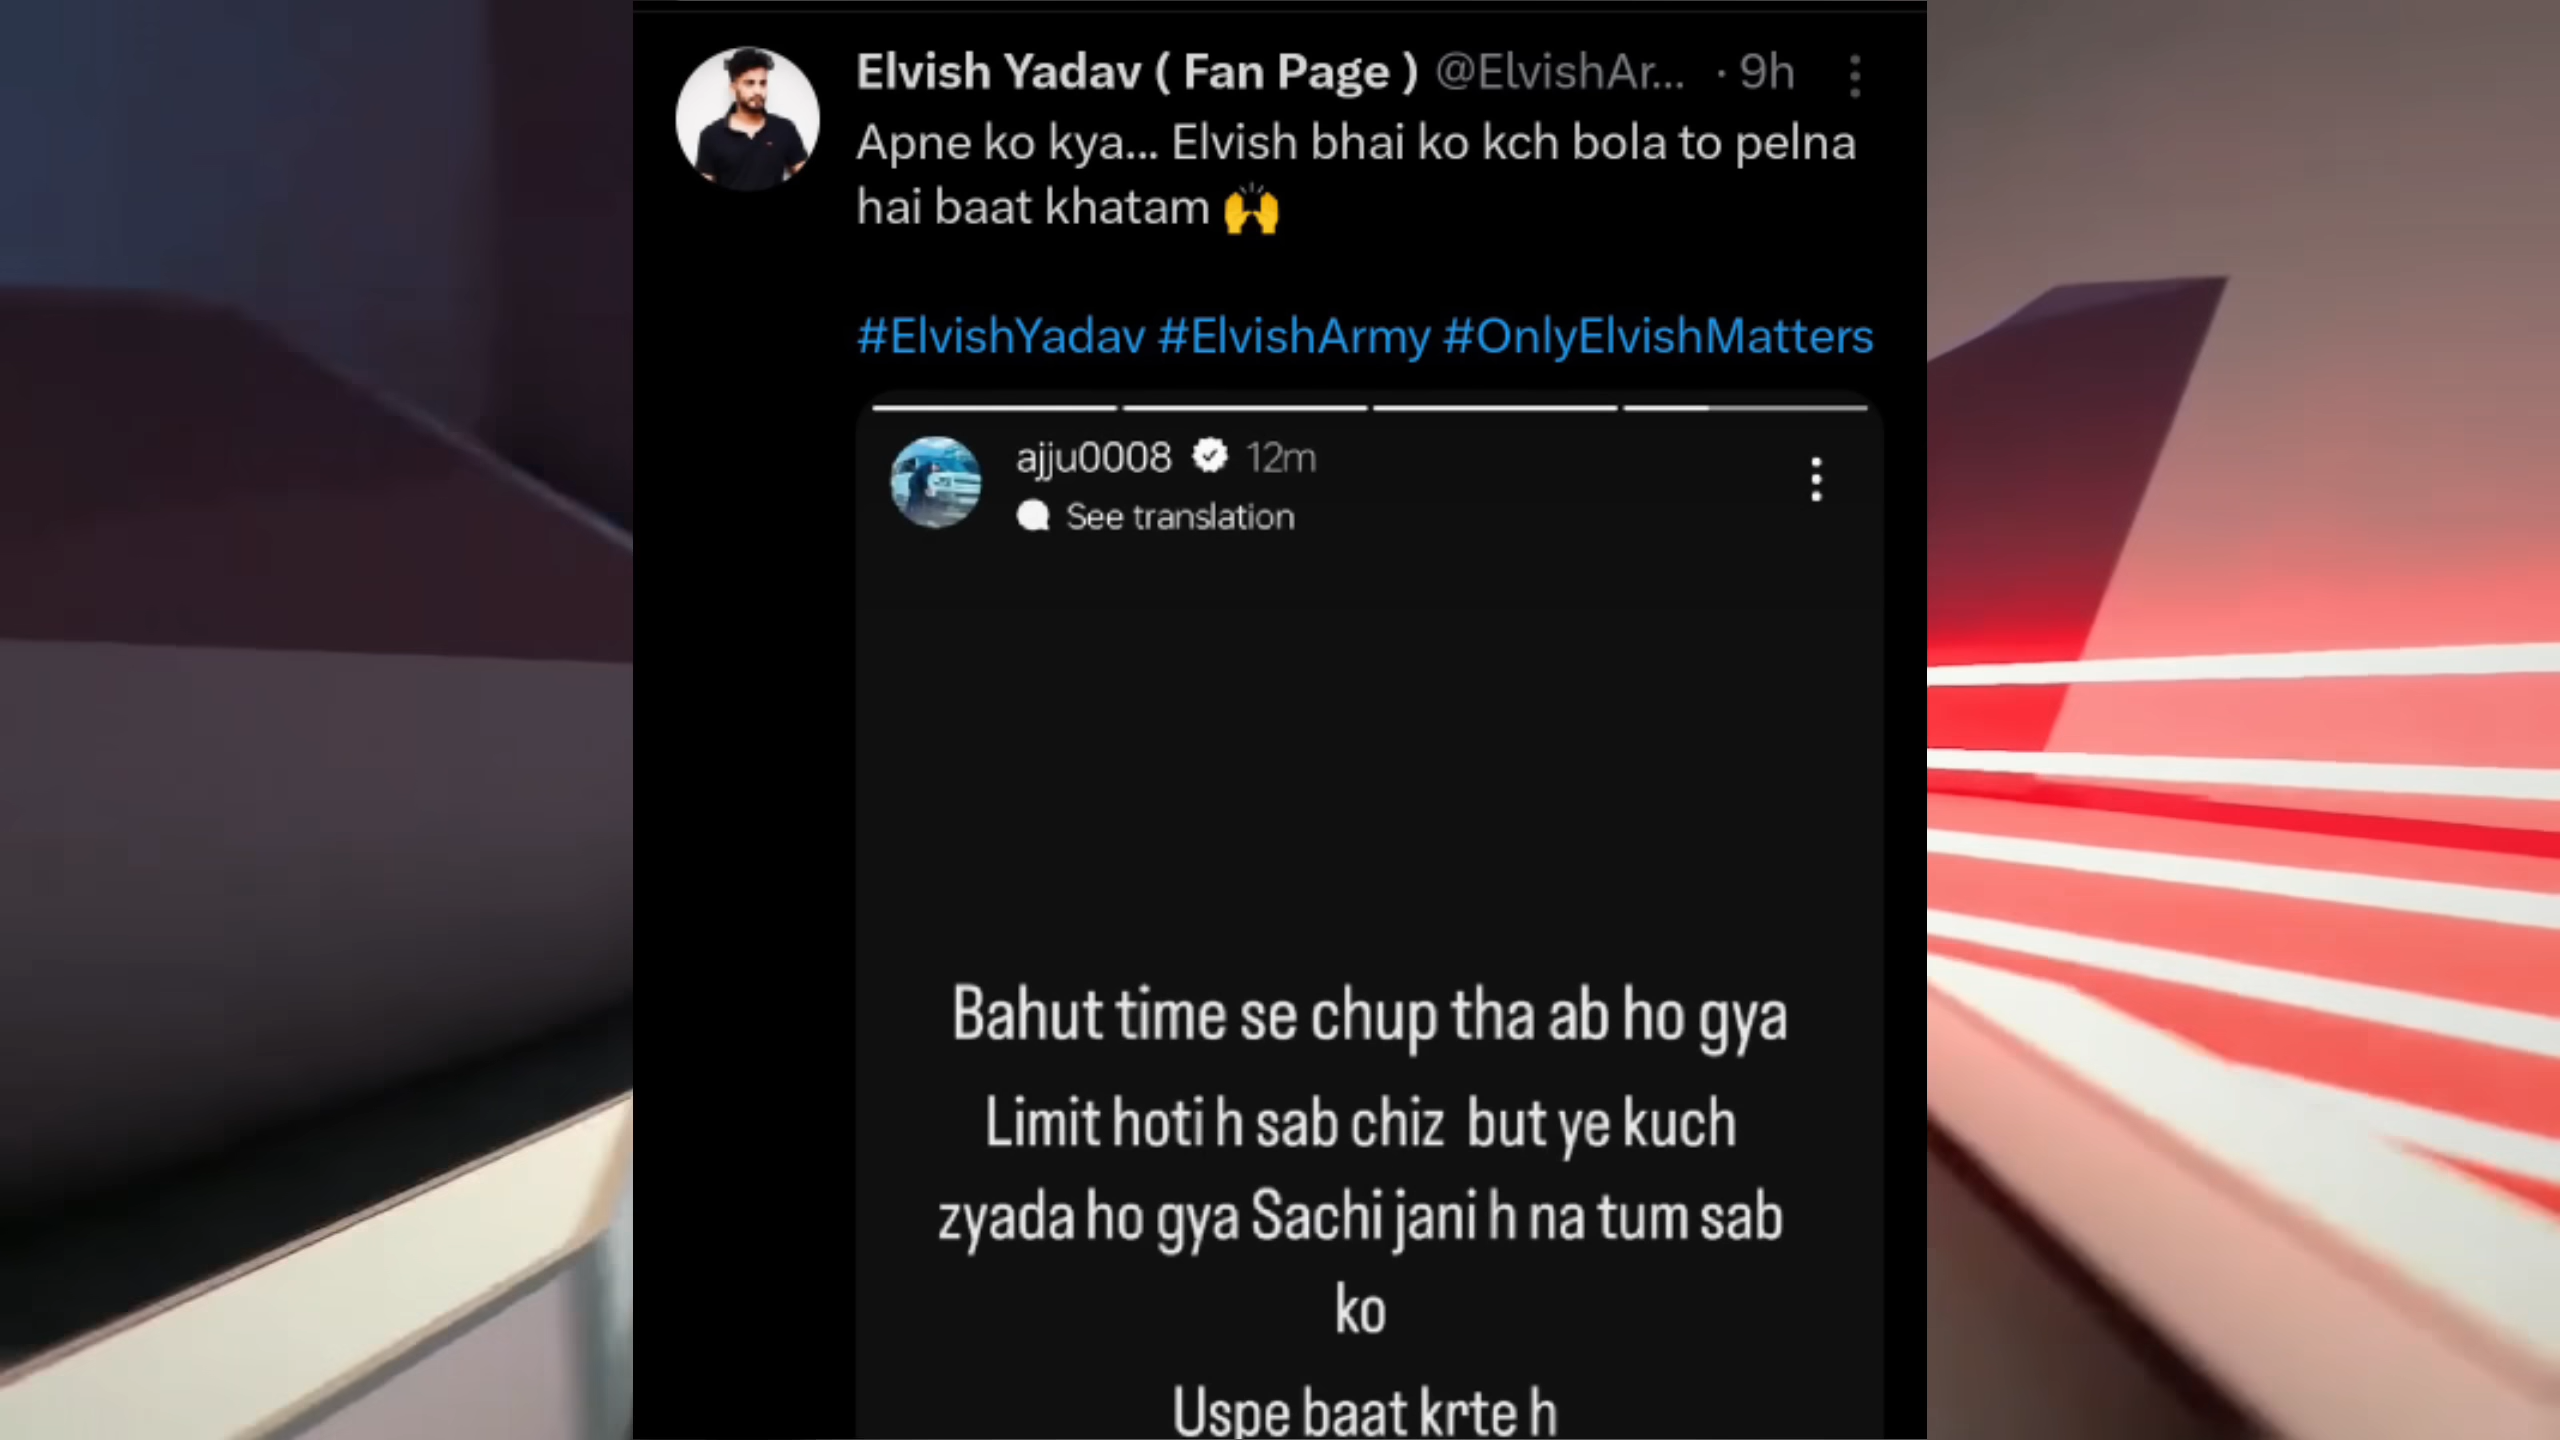 Elvish Yadav ( Fan Page ) @ElvishAr... · 9h
Apne ko kya... Elvish bhai ko kch bola to pelna
hai baat khatam 🙌
#ElvishYadav #ElvishArmy #OnlyElvishMatters
ajju0008 12m
See translation
Bahut time se chup tha ab ho gya
Limit hoti h sab chiz but ye kuch
zyada ho gya Sachi jani h na tum sab
ko
Uspe baat krte h